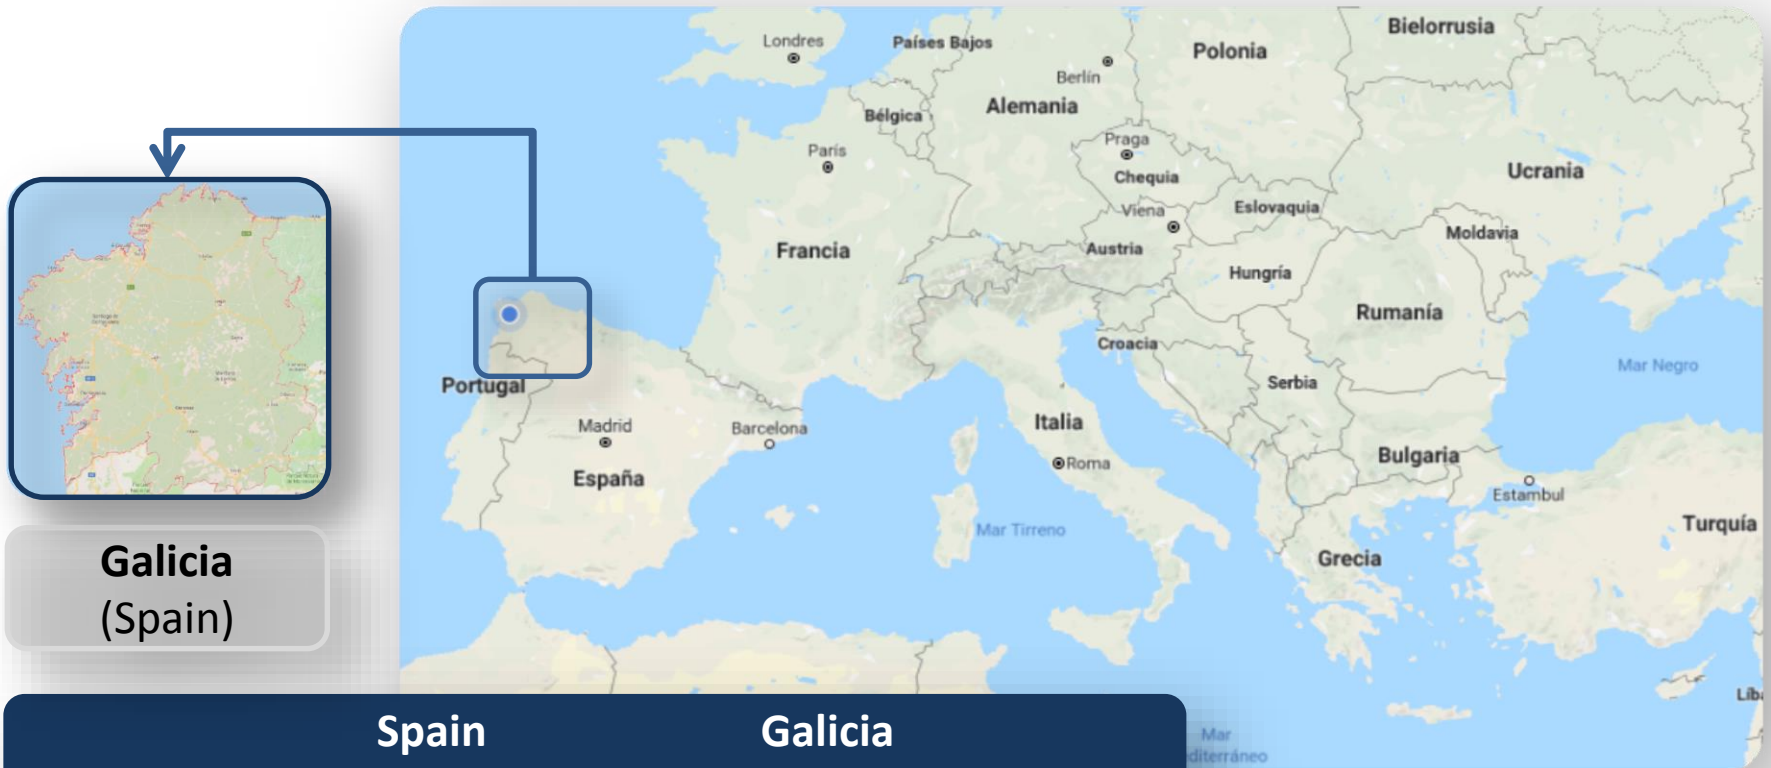 Londres
Países Bajos
Berlín
Polonia
Bielorrusia
Bélgica
Alemania
París
Praga
Chequia
Ucrania
Viena
Eslovaquia
Moldavia
Francia
Austria
Hungría
Rumanía
Croacia
Mar Negro
Portugal
Serbia
Madrid
Barcelona
Italia
Roma
Bulgaria
España
Estambul
Mar Tirreno
Turquía
Grecia
Galicia
(Spain)
Spain
Galicia
Mar